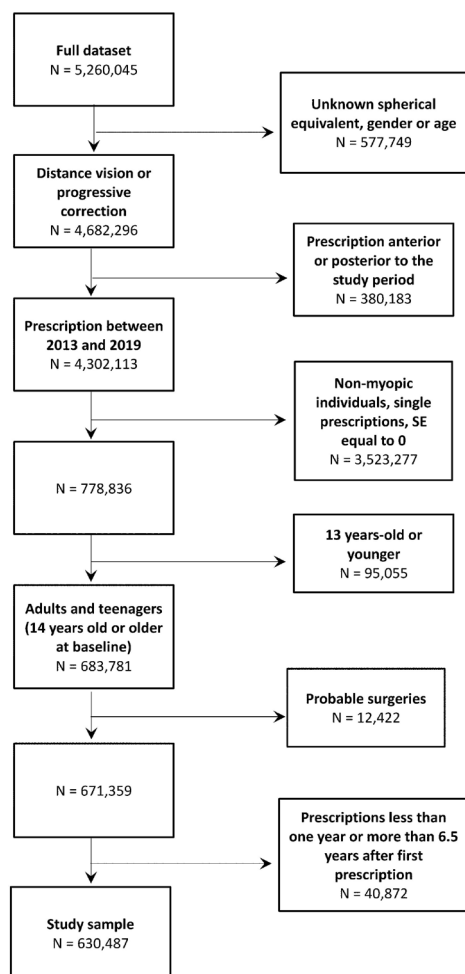 Full dataset
N = 5,260,045
Unknown spherical
equivalent, gender or age
N = 577,749
Distance vision or
progressive
correction
N = 4,682,296
Prescription anterior
or posterior to the
study period
N = 380,183
Prescription between
2013 and 2019
N = 4,302,113
Non-myopic
individuals, single
prescriptions, SE
equal to 0
N = 3,523,277
N = 778,836
13 years-old or
younger
N = 95,055
Adults and teenagers
(14 years old or older
at baseline)
N = 683,781
Probable surgeries
N = 12,422
N = 671,359
Prescriptions less than
one year or more than 6.5
years after first
prescription
N = 40,872
Study sample
N = 630,487